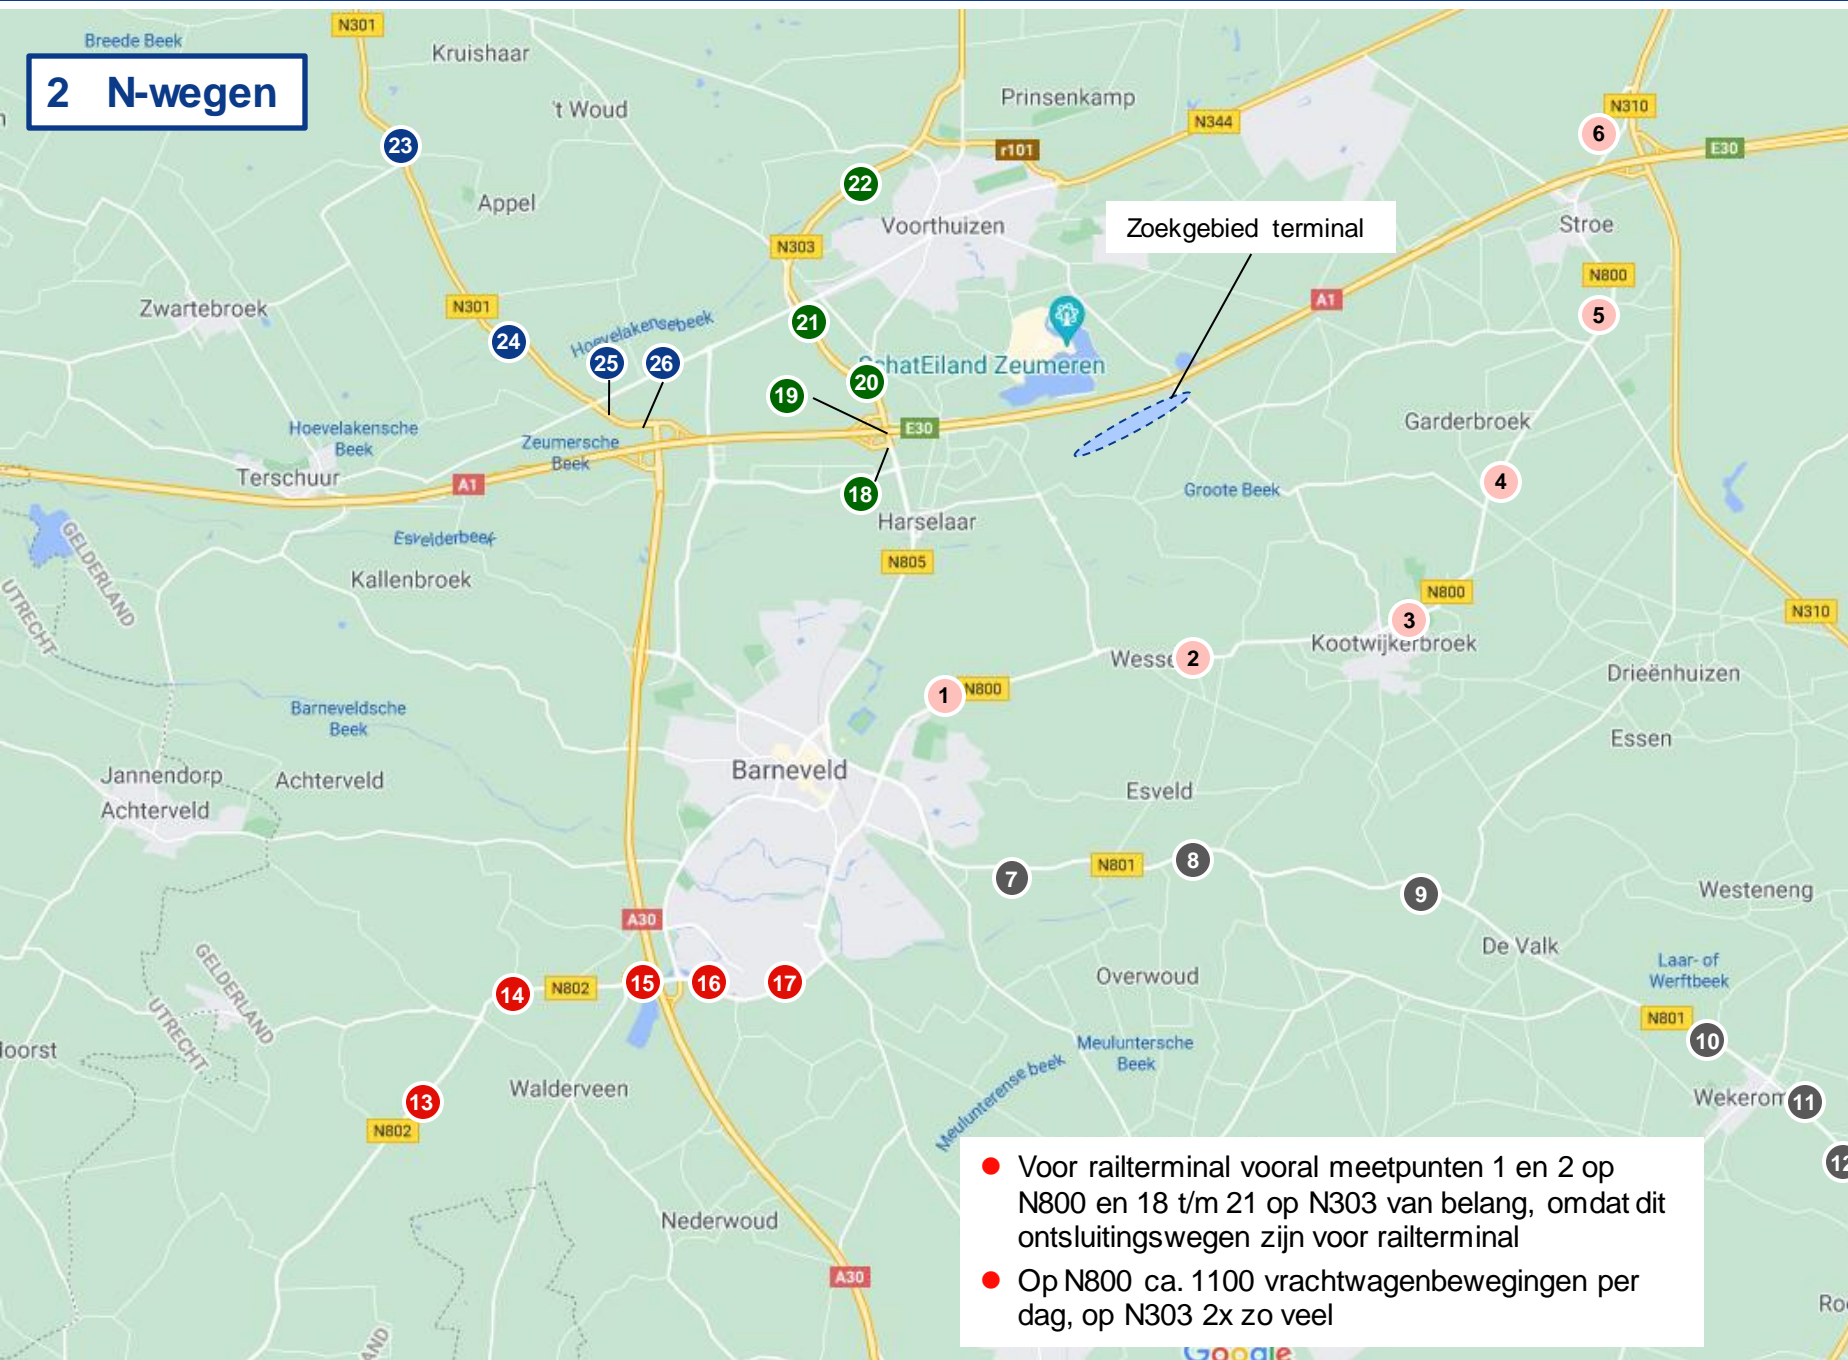 N301
Breede Beek
Kruishaar
2 N-wegen
't Woud
Prinsenkamp
N344
N310
6
E30
23
r101
22
Appel
Voorthuizen
Zoekgebied terminal
Stroe
N303
N800
Zwartebroek
N301
A1
5
21
Hoevelakensebeek
24
25
26
SchatEiland Zeumeren
20
19
Garderbroek
Hoevelakensche
Beek
E30
Zeumersche
Beek
Terschuur
A1
4
18
Groote Beek
Harselaar
Esvelderbeek
GELDERLAND
UTRECHT
N805
Kallenbroek
N800
N310
3
Kootwijkerbroek
2
1
N800
Drieënhuizen
Barneveldsche
Beek
Essen
Barneveld
Jannendorp
Achterveld
Achterveld
Esveld
N801
8
7
9
Westeneng
A30
De Valk
Laar- of
Werftbeek
Overwoud
GELDERLAND
UTRECHT
14
N802
15
16
17
N801
10
Meuluntersche
Beek
Meulunterense beek
Walderveen
13
N802
Wekerom
11
12
Nederwoud
A30
Voor railterminal vooral meetpunten 1 en 2 op
N800 en 18 t/m 21 op N303 van belang, omdat dit
ontsluitingswegen zijn voor railterminal
Op N800 ca. 1100 vrachtwagenbewegingen per
dag, op N303 2x zo veel
Google